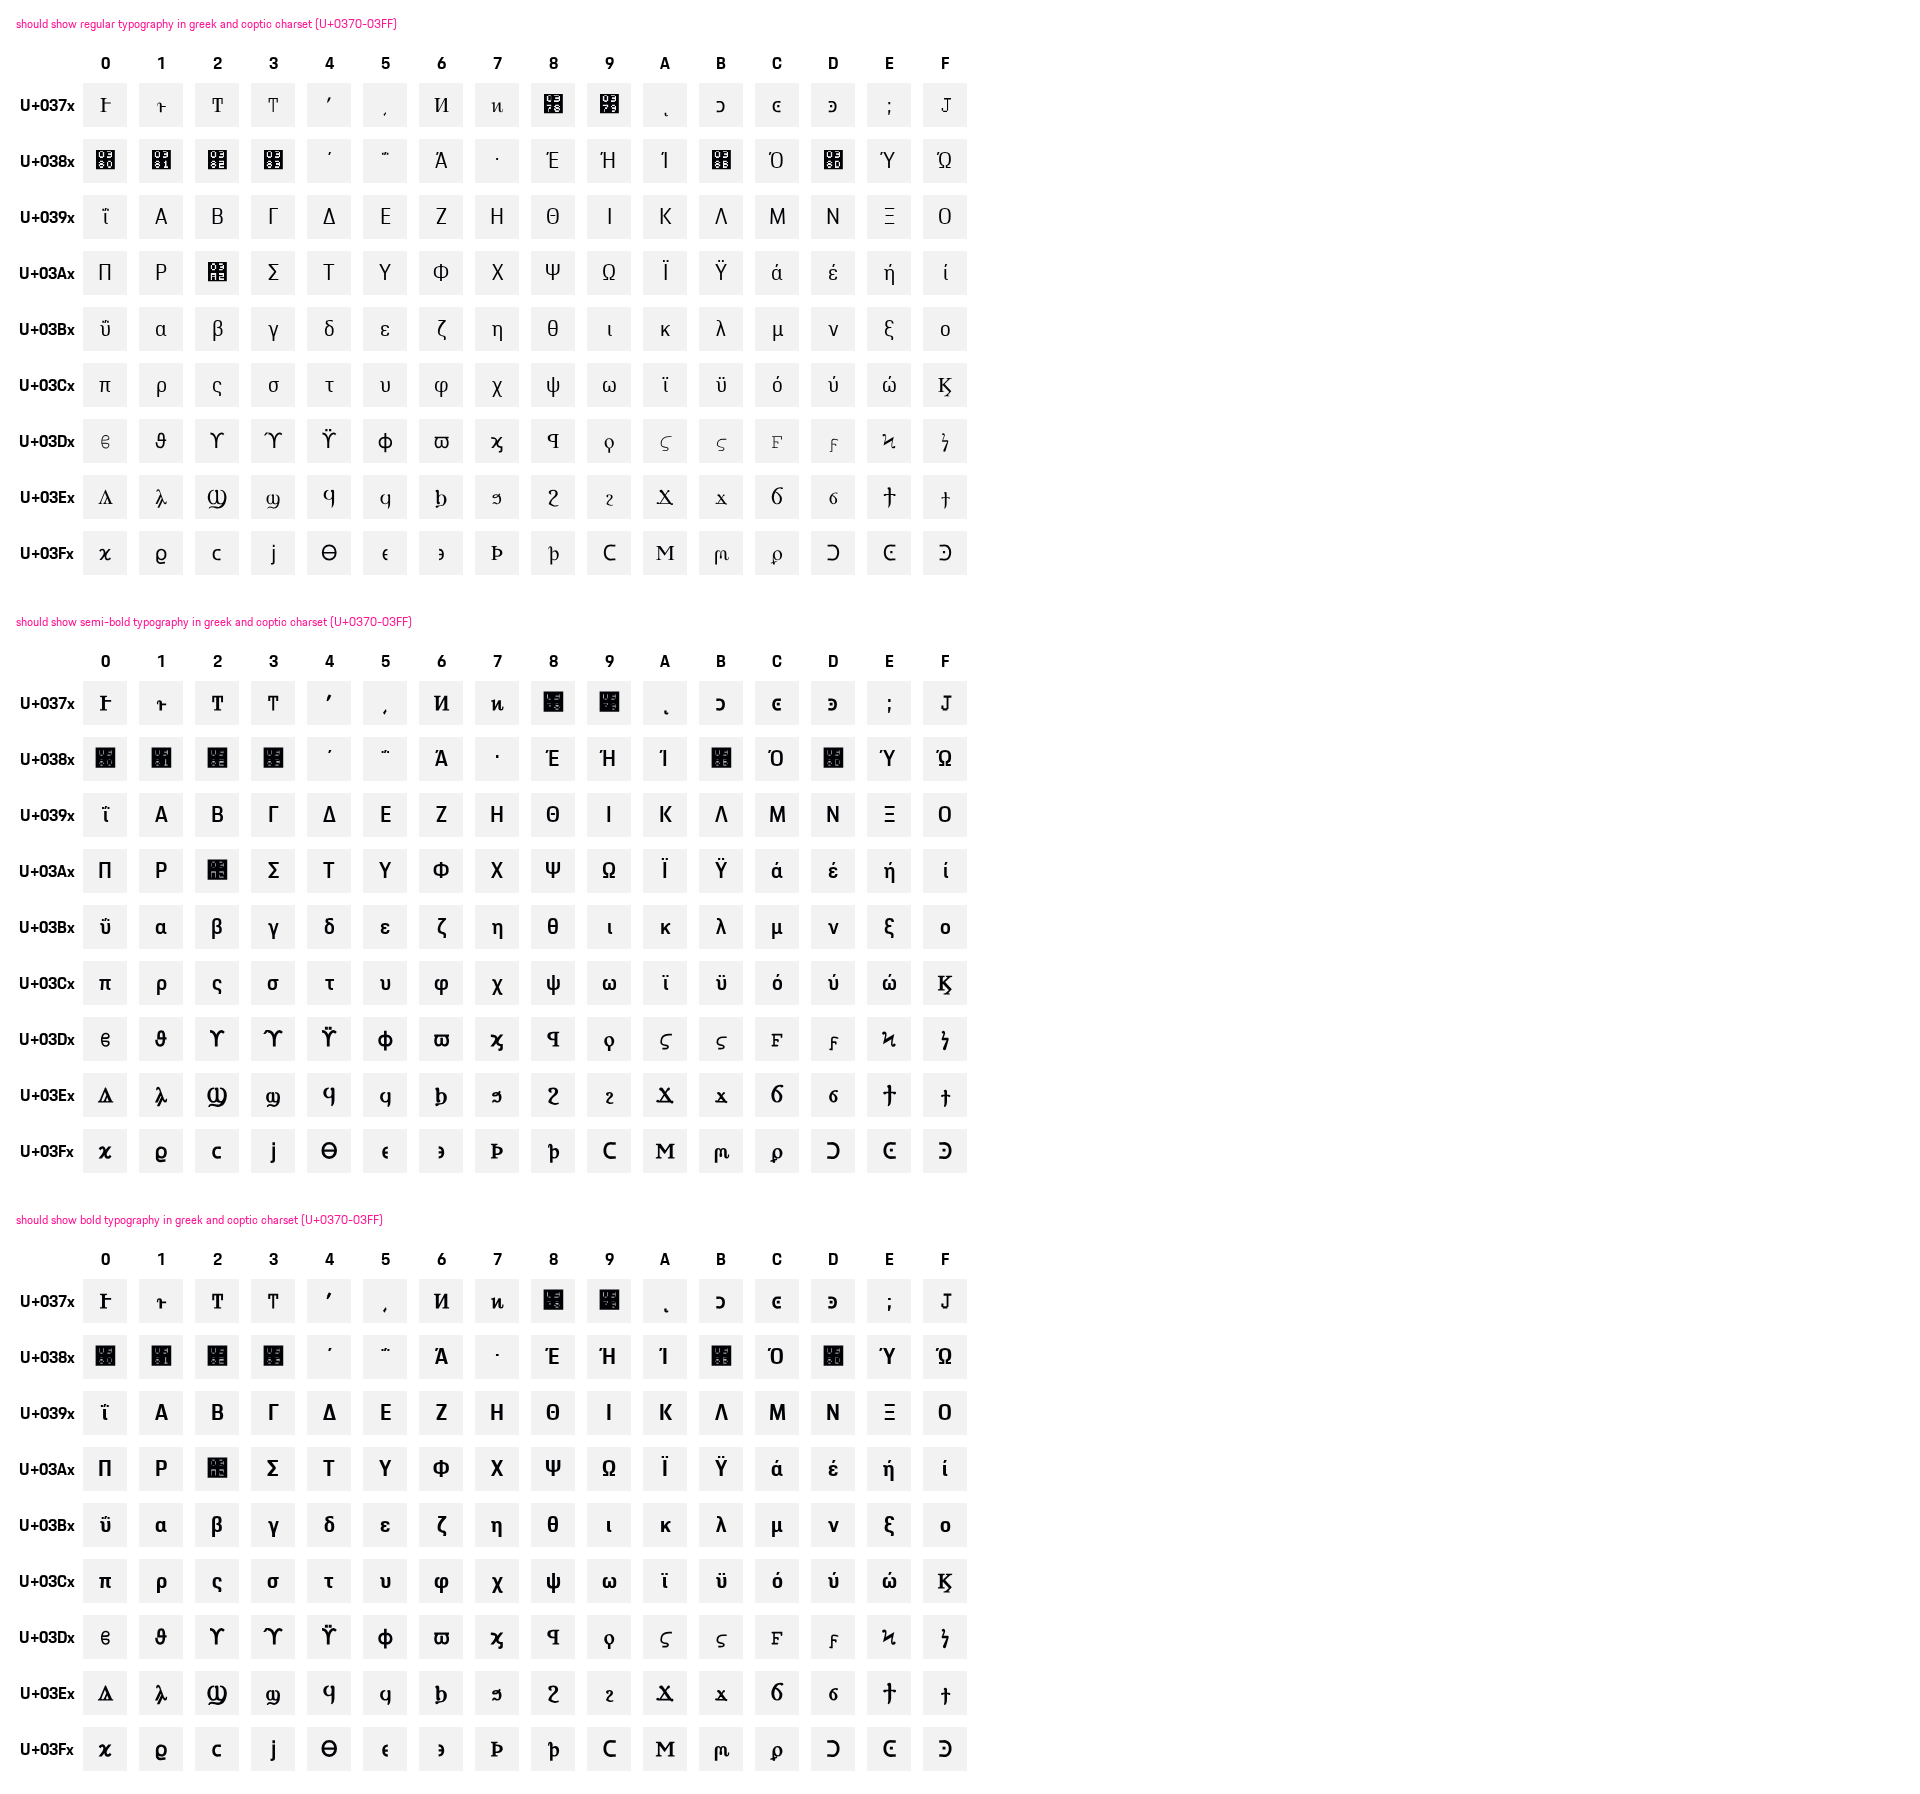 should show regular typography in greek and coptic charset (U+0370-03FF)
0 1 2 3 4 5 6 7 8 9 A B C D E F
U+037x Ͱ ͱ Ͳ ͳ ʹ ͵ Ͷ ͷ ͺ ͻ ͼ ͽ ; Ϳ
U+038x ΄ ΅ Ά · Έ Ή Ί Ό Ύ Ώ
U+039x ΐ Α Β Γ Δ Ε Ζ Η Θ Ι Κ Λ Μ Ν Ξ Ο
U+03Ax Π Ρ Σ Τ Υ Φ Χ Ψ Ω Ϊ Ϋ ά έ ή ί
U+03Bx ΰ α β γ δ ε ζ η θ ι κ λ μ ν ξ ο
U+03Cx π ρ ς σ τ υ φ χ ψ ω ϊ ϋ ό ύ ώ Ϗ
U+03Dx ϐ ϑ ϒ ϓ ϔ ϕ ϖ ϗ Ϙ ϙ Ϛ ϛ Ϝ ϝ Ϟ ϟ
U+03Ex Ϡ ϡ Ϣ ϣ Ϥ ϥ Ϧ ϧ Ϩ ϩ Ϫ ϫ Ϭ ϭ Ϯ ϯ
U+03Fx ϰ ϱ ϲ ϳ ϴ ϵ ϶ Ϸ ϸ Ϲ Ϻ ϻ ϼ Ͻ Ͼ Ͽ
should show semi-bold typography in greek and coptic charset (U+0370-03FF)
0 1 2 3 4 5 6 7 8 9 A B C D E F
U+037x Ͱ ͱ Ͳ ͳ ʹ ͵ Ͷ ͷ ͺ ͻ ͼ ͽ ; Ϳ
U+038x ΄ ΅ Ά · Έ Ή Ί Ό Ύ Ώ
U+039x ΐ Α Β Γ Δ Ε Ζ Η Θ Ι Κ Λ Μ Ν Ξ Ο
U+03Ax Π Ρ Σ Τ Υ Φ Χ Ψ Ω Ϊ Ϋ ά έ ή ί
U+03Bx ΰ α β γ δ ε ζ η θ ι κ λ μ ν ξ ο
U+03Cx π ρ ς σ τ υ φ χ ψ ω ϊ ϋ ό ύ ώ Ϗ
U+03Dx ϐ ϑ ϒ ϓ ϔ ϕ ϖ ϗ Ϙ ϙ Ϛ ϛ Ϝ ϝ Ϟ ϟ
U+03Ex Ϡ ϡ Ϣ ϣ Ϥ ϥ Ϧ ϧ Ϩ ϩ Ϫ ϫ Ϭ ϭ Ϯ ϯ
U+03Fx ϰ ϱ ϲ ϳ ϴ ϵ ϶ Ϸ ϸ Ϲ Ϻ ϻ ϼ Ͻ Ͼ Ͽ
should show bold typography in greek and coptic charset (U+0370-03FF)
0 1 2 3 4 5 6 7 8 9 A B C D E F
U+037x Ͱ ͱ Ͳ ͳ ʹ ͵ Ͷ ͷ ͺ ͻ ͼ ͽ ; Ϳ
U+038x ΄ ΅ Ά · Έ Ή Ί Ό Ύ Ώ
U+039x ΐ Α Β Γ Δ Ε Ζ Η Θ Ι Κ Λ Μ Ν Ξ Ο
U+03Ax Π Ρ Σ Τ Υ Φ Χ Ψ Ω Ϊ Ϋ ά έ ή ί
U+03Bx ΰ α β γ δ ε ζ η θ ι κ λ μ ν ξ ο
U+03Cx π ρ ς σ τ υ φ χ ψ ω ϊ ϋ ό ύ ώ Ϗ
U+03Dx ϐ ϑ ϒ ϓ ϔ ϕ ϖ ϗ Ϙ ϙ Ϛ ϛ Ϝ ϝ Ϟ ϟ
U+03Ex Ϡ ϡ Ϣ ϣ Ϥ ϥ Ϧ ϧ Ϩ ϩ Ϫ ϫ Ϭ ϭ Ϯ ϯ
U+03Fx ϰ ϱ ϲ ϳ ϴ ϵ ϶ Ϸ ϸ Ϲ Ϻ ϻ ϼ Ͻ Ͼ Ͽ